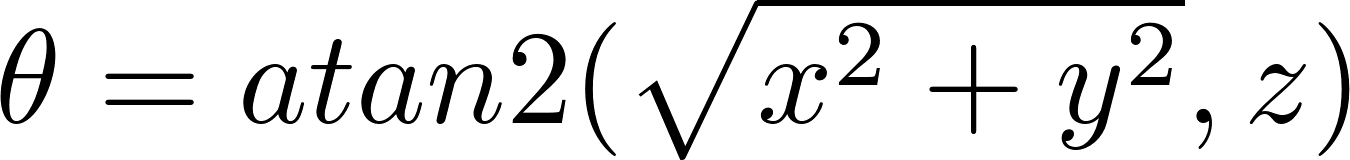 θ = atan2(√x² + y², z)